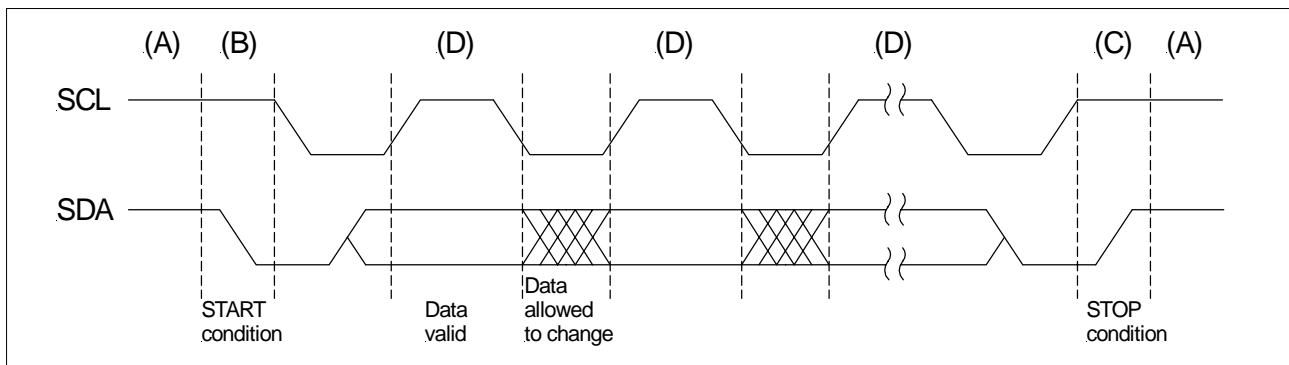 (A) (B) (D) (D) (D) (C) (A)
SCL
SDA
START
condition
Data
valid
Data
allowed
to change
STOP
condition